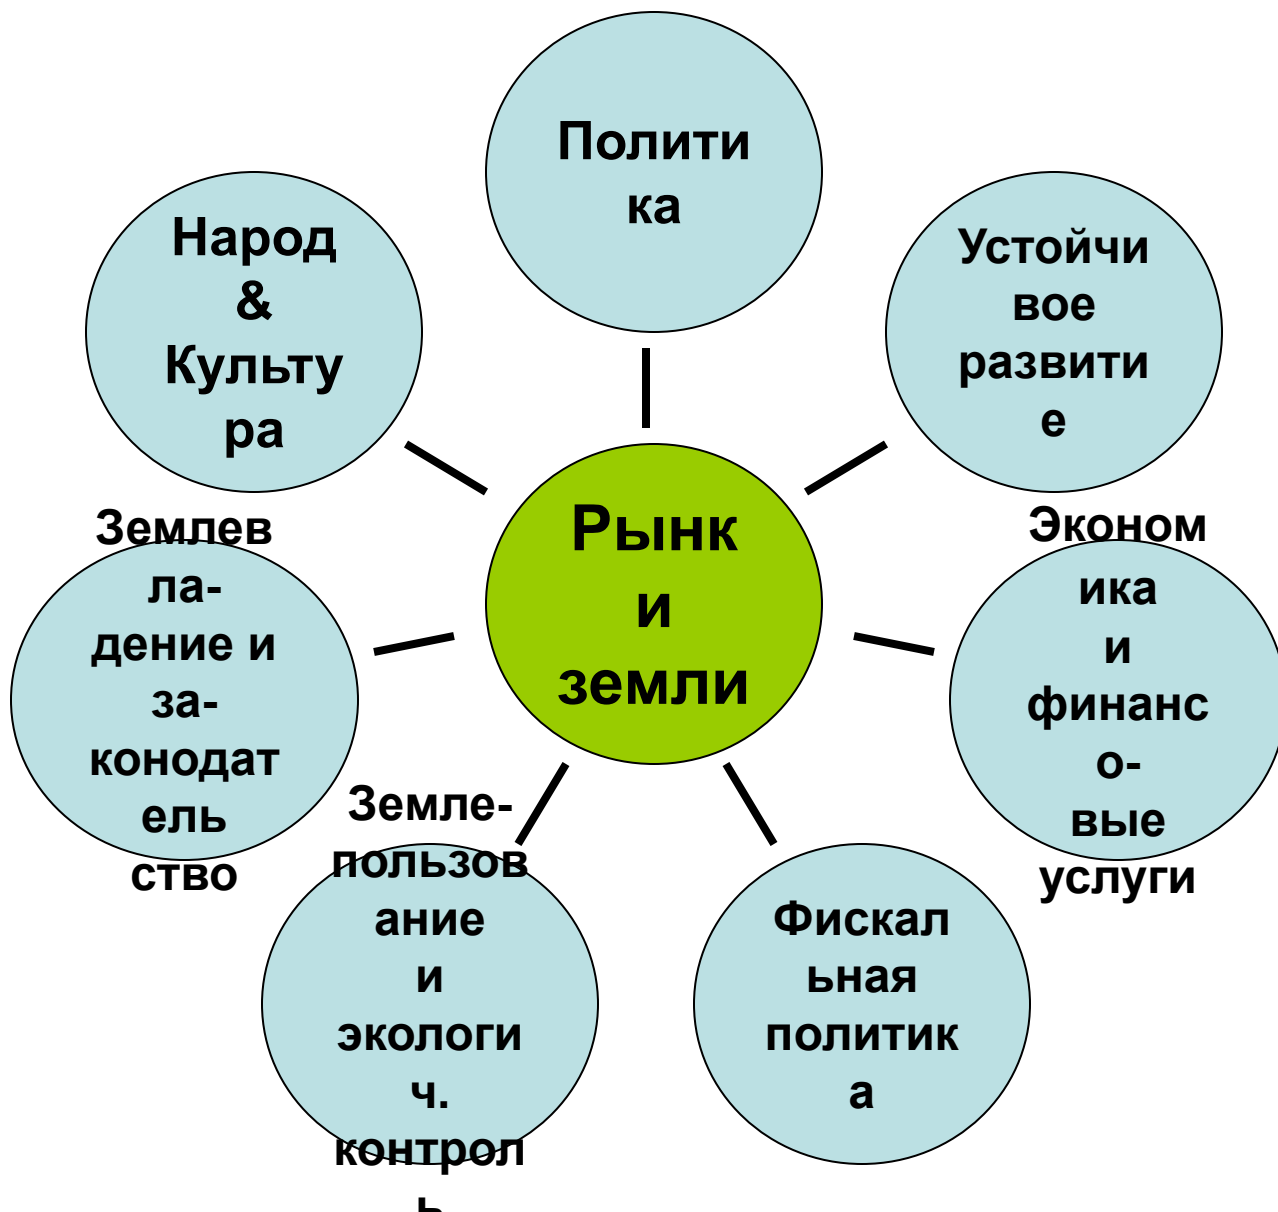 Полити
ка
Народ
&
Культу
ра
Устойчи
вое
развити
е
Рынк
и
земли
Землев
ла-
дение и
за-
конодат
ель
ство
Эконом
ика
и
финанс
о-
вые
услуги
Земле-
пользов
ание
и
экологи
ч.
контрол
ь
Фискал
ьная
политик
а